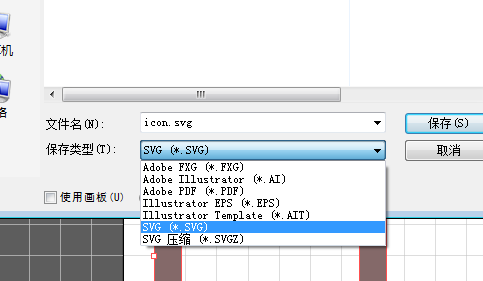 机
络
文件名(N):
icon.svg
保存(S)
保存类型(T):
SVG (*.SVG)
取消
Adobe FXG (*.FXG)
Adobe Illustrator (*.AI)
Adobe PDF (*.PDF)
使用画板(U)
Illustrator EPS (*.EPS)
Illustrator Template (*.AIT)
SVG (*.SVG)
SVG 压缩 (*.SVGZ)